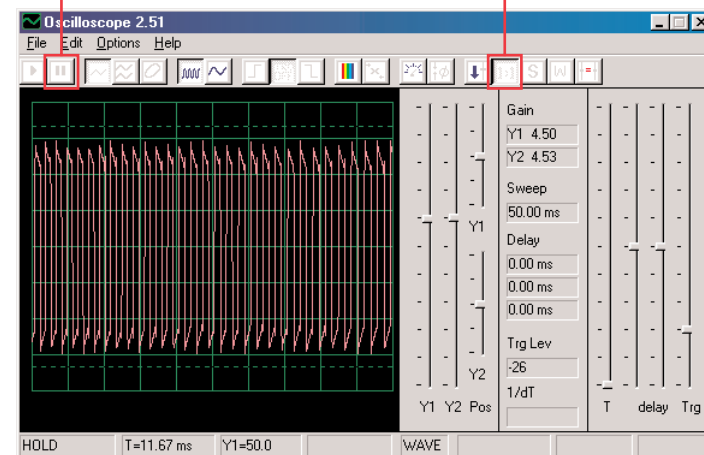 Oscilloscope 2.51
File Edit Options Help
S W
Gain
Y1 4.50
Y2 4.53
Sweep
50.00 ms
Y1
Delay
0.00 ms
0.00 ms
0.00 ms
Trg Lev
Y2
-26
1/dT
Y1 Y2 Pos
T delay Trg
HOLD T=11.67 ms Y1=50.0 WAVE